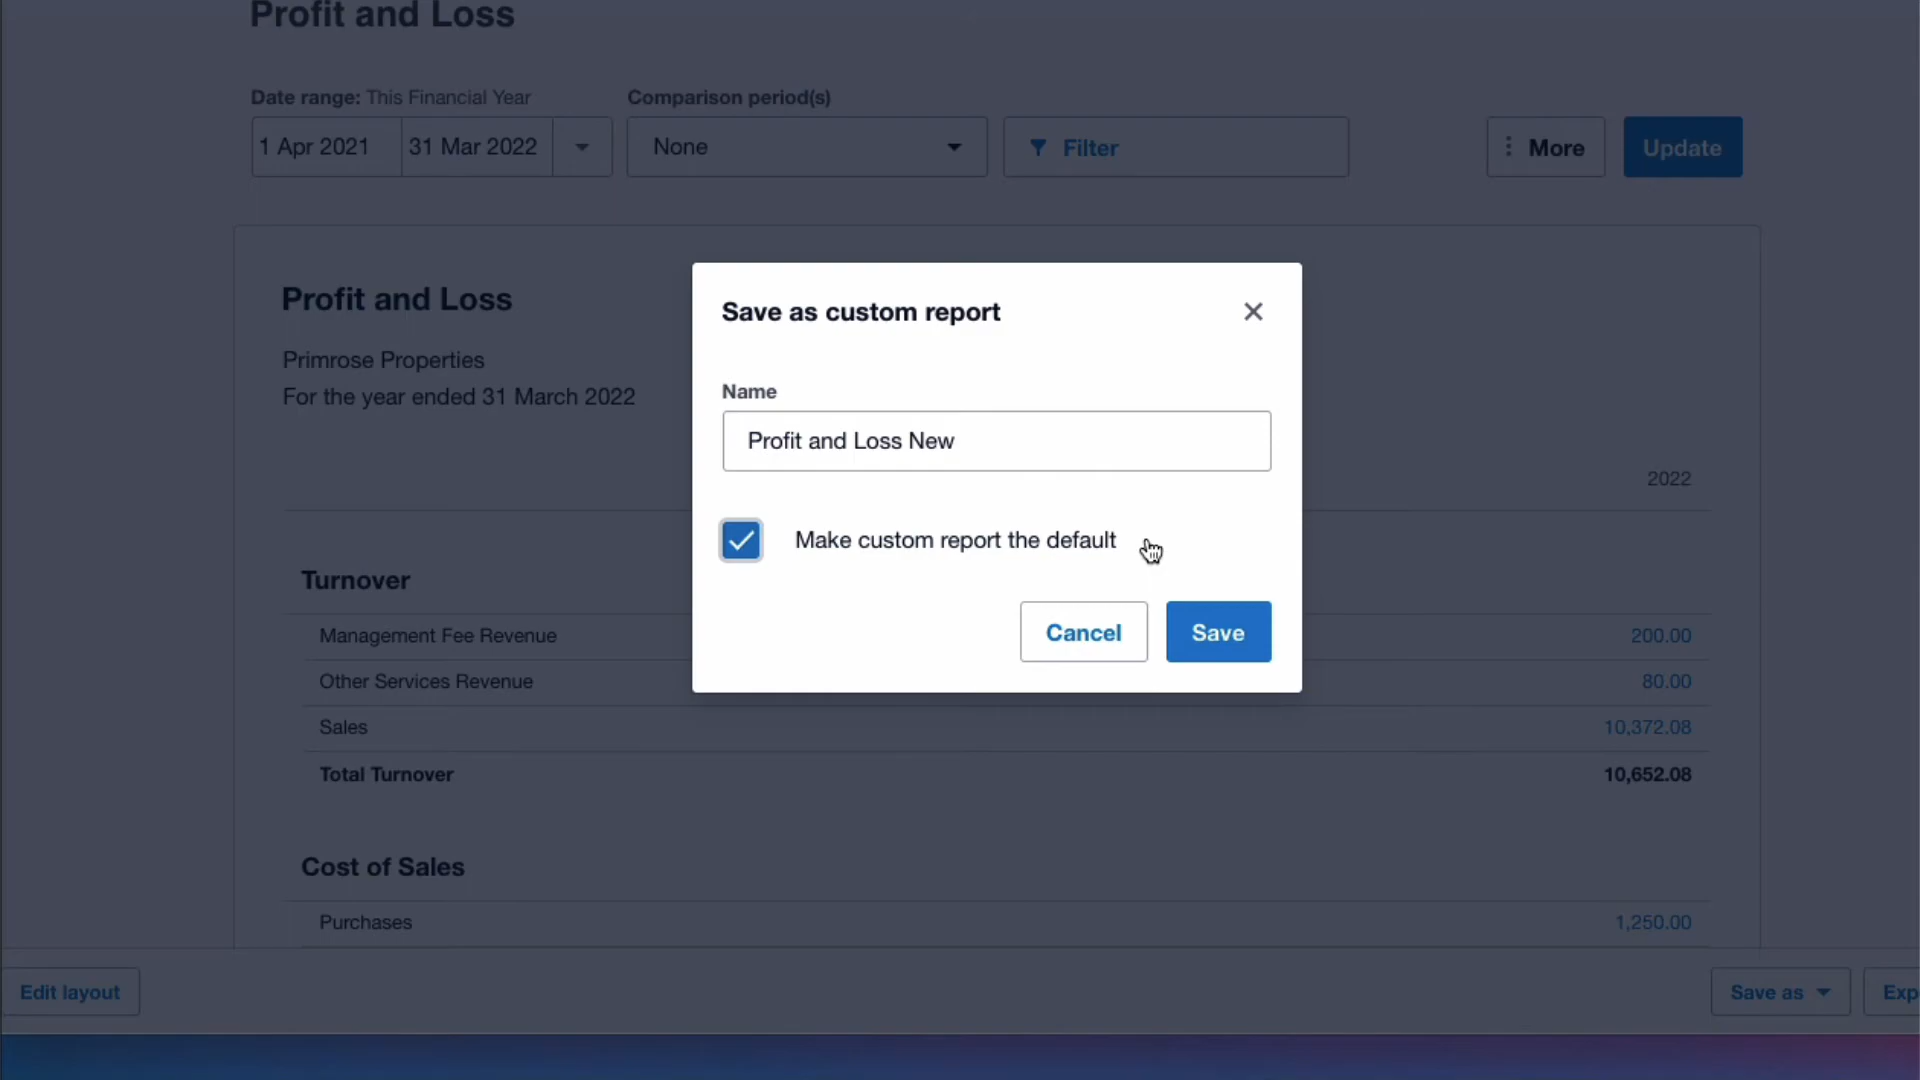 Profit and Loss
Date range: This Financial Year
Comparison period(s)
1 Apr 2021 31 Mar 2022
None
Filter
More
Update
Profit and Loss
Primrose Properties
For the year ended 31 March 2022
2022
Turnover
Management Fee Revenue 200.00
Other Services Revenue 80.00
Sales 10,372.08
Total Turnover 10,652.08
Cost of Sales
Purchases 1,250.00
Save as custom report
Name
Profit and Loss New
Make custom report the default
Cancel
Save
Edit layout
Save as
Exp